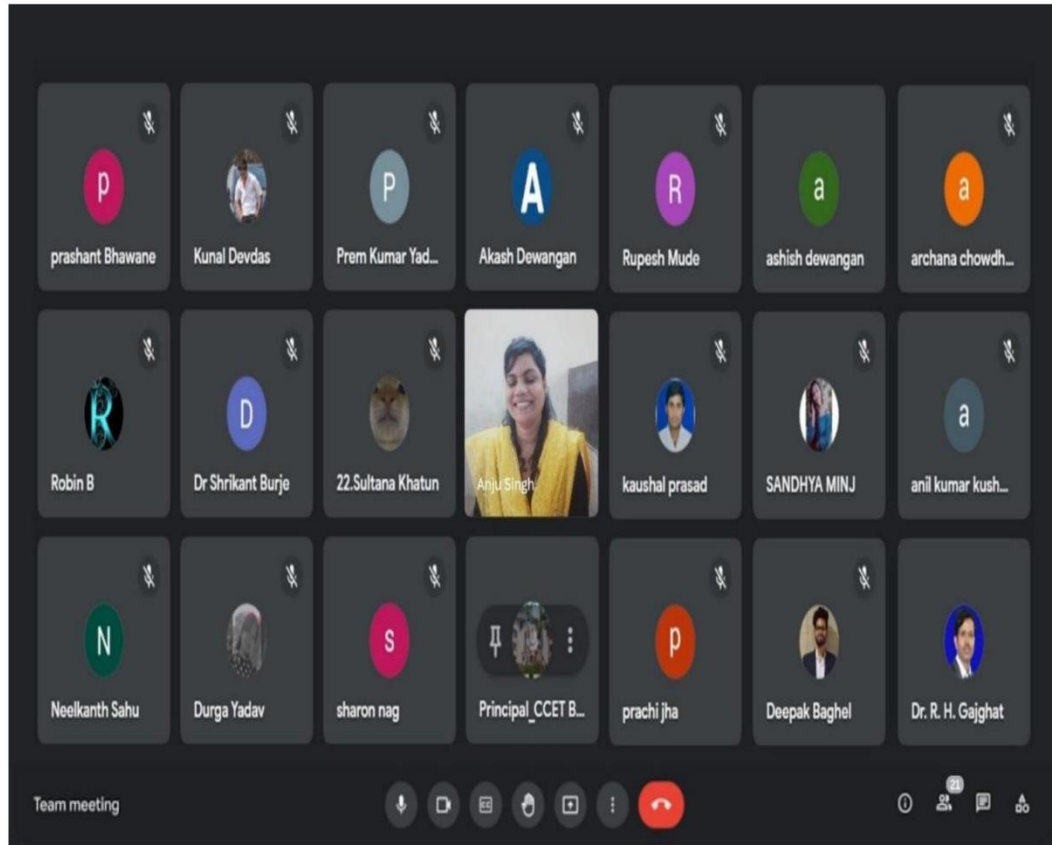 p
P
A
R
a
a
prashant Bhawane
Kunal Devdas
Prem Kumar Yad...
Akash Dewangan
Rupesh Mude
ashish dewangan
archana chowdh...
R
D
a
Robin B
Dr Shrikant Burje
22.Sultana Khatun
Anju Singh
kaushal prasad
SANDHYA MINJ
anil kumar kush...
N
s
p
Neelkanth Sahu
Durga Yadav
sharon nag
Principal_CCET B...
prachi jha
Deepak Baghel
Dr. R. H. Gajghat
Team meeting
CC
21